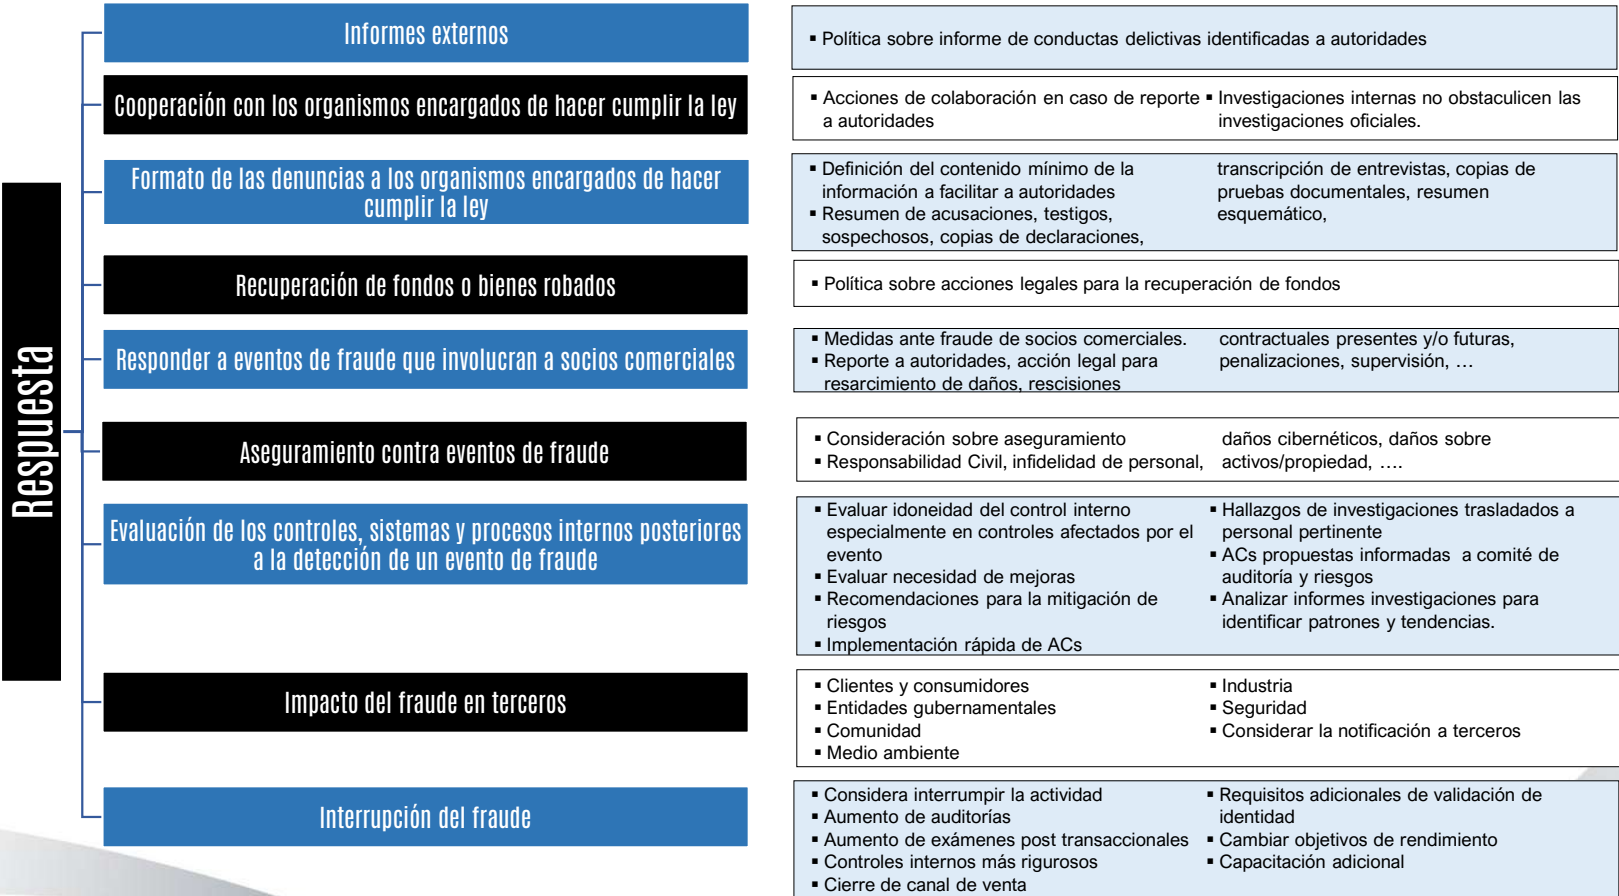 Respuesta
Informes externos
▪ Política sobre informe de conductas delictivas identificadas a autoridades
Cooperación con los organismos encargados de hacer cumplir la ley
▪ Acciones de colaboración en caso de reporte
a autoridades
▪ Investigaciones internas no obstaculicen las
investigaciones oficiales.
Formato de las denuncias a los organismos encargados de hacer
cumplir la ley
▪ Definición del contenido mínimo de la
información a facilitar a autoridades
▪ Resumen de acusaciones, testigos,
sospechosos, copias de declaraciones,
transcripción de entrevistas, copias de
pruebas documentales, resumen
esquemático,
Recuperación de fondos o bienes robados
▪ Política sobre acciones legales para la recuperación de fondos
Responder a eventos de fraude que involucran a socios comerciales
▪ Medidas ante fraude de socios comerciales.
▪ Reporte a autoridades, acción legal para
resarcimiento de daños, rescisiones
contractuales presentes y/o futuras,
penalizaciones, supervisión, …
Aseguramiento contra eventos de fraude
▪ Consideración sobre aseguramiento
▪ Responsabilidad Civil, infidelidad de personal,
daños cibernéticos, daños sobre
activos/propiedad, ….
Evaluación de los controles, sistemas y procesos internos posteriores
a la detección de un evento de fraude
▪ Evaluar idoneidad del control interno
especialmente en controles afectados por el
evento
▪ Evaluar necesidad de mejoras
▪ Recomendaciones para la mitigación de
riesgos
▪ Implementación rápida de ACs
▪ Hallazgos de investigaciones trasladados a
personal pertinente
▪ ACs propuestas informadas a comité de
auditoría y riesgos
▪ Analizar informes investigaciones para
identificar patrones y tendencias.
Impacto del fraude en terceros
▪ Clientes y consumidores
▪ Entidades gubernamentales
▪ Comunidad
▪ Medio ambiente
▪ Industria
▪ Seguridad
▪ Considerar la notificación a terceros
Interrupción del fraude
▪ Considera interrumpir la actividad
▪ Aumento de auditorías
▪ Aumento de exámenes post transaccionales
▪ Controles internos más rigurosos
▪ Cierre de canal de venta
▪ Requisitos adicionales de validación de
identidad
▪ Cambiar objetivos de rendimiento
▪ Capacitación adicional